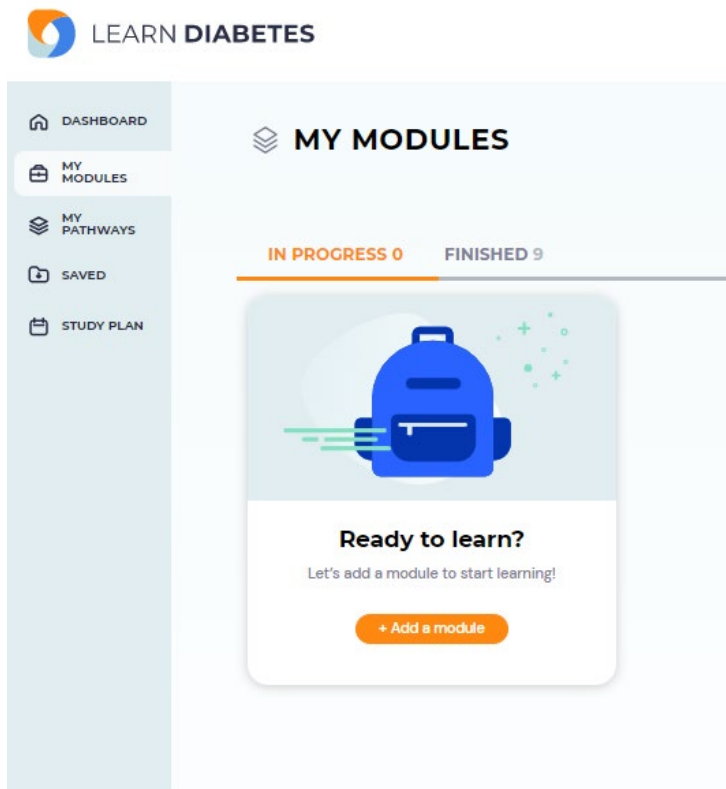 LEARN DIABETES
DASHBOARD
MY
MODULES
MY
PATHWAYS
SAVED
STUDY PLAN
MY MODULES
IN PROGRESS 0 FINISHED 9
Ready to learn?
Let's add a module to start learning!
+ Add a module